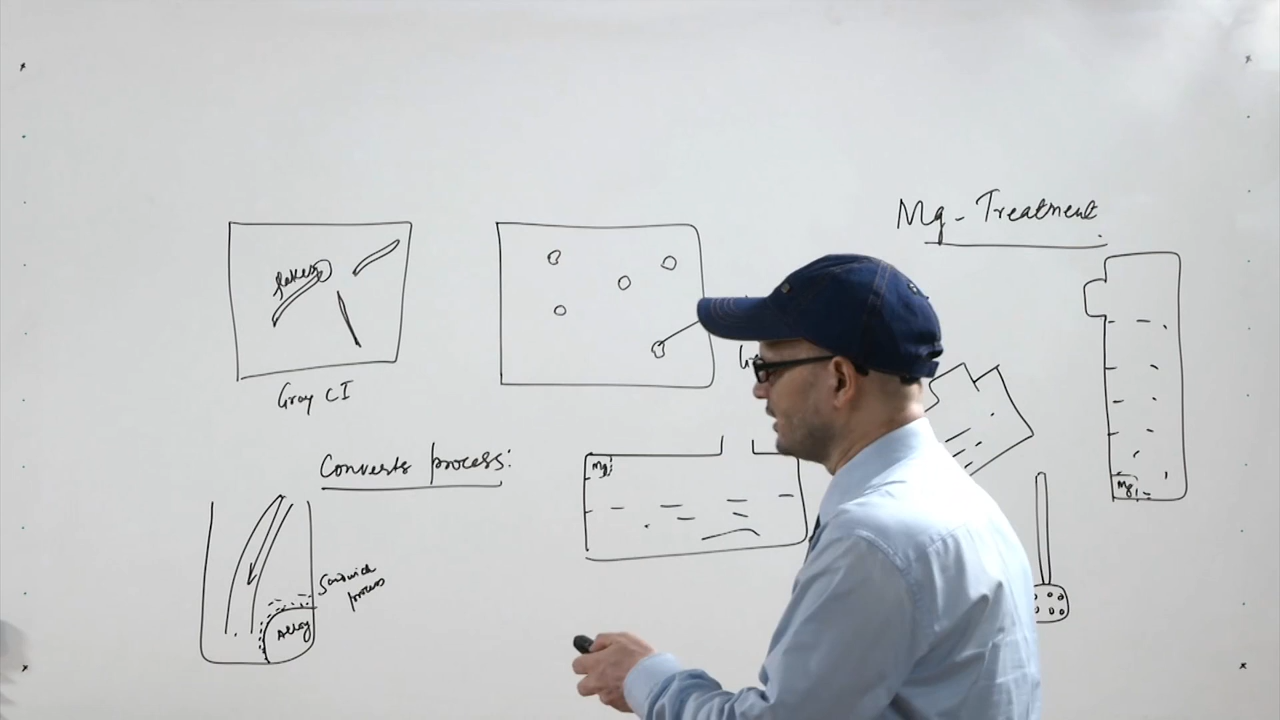 Mg - Treatment
flakes
Gray CI
Converts process:
Mg
Mg
Sandwich
process
Alloy